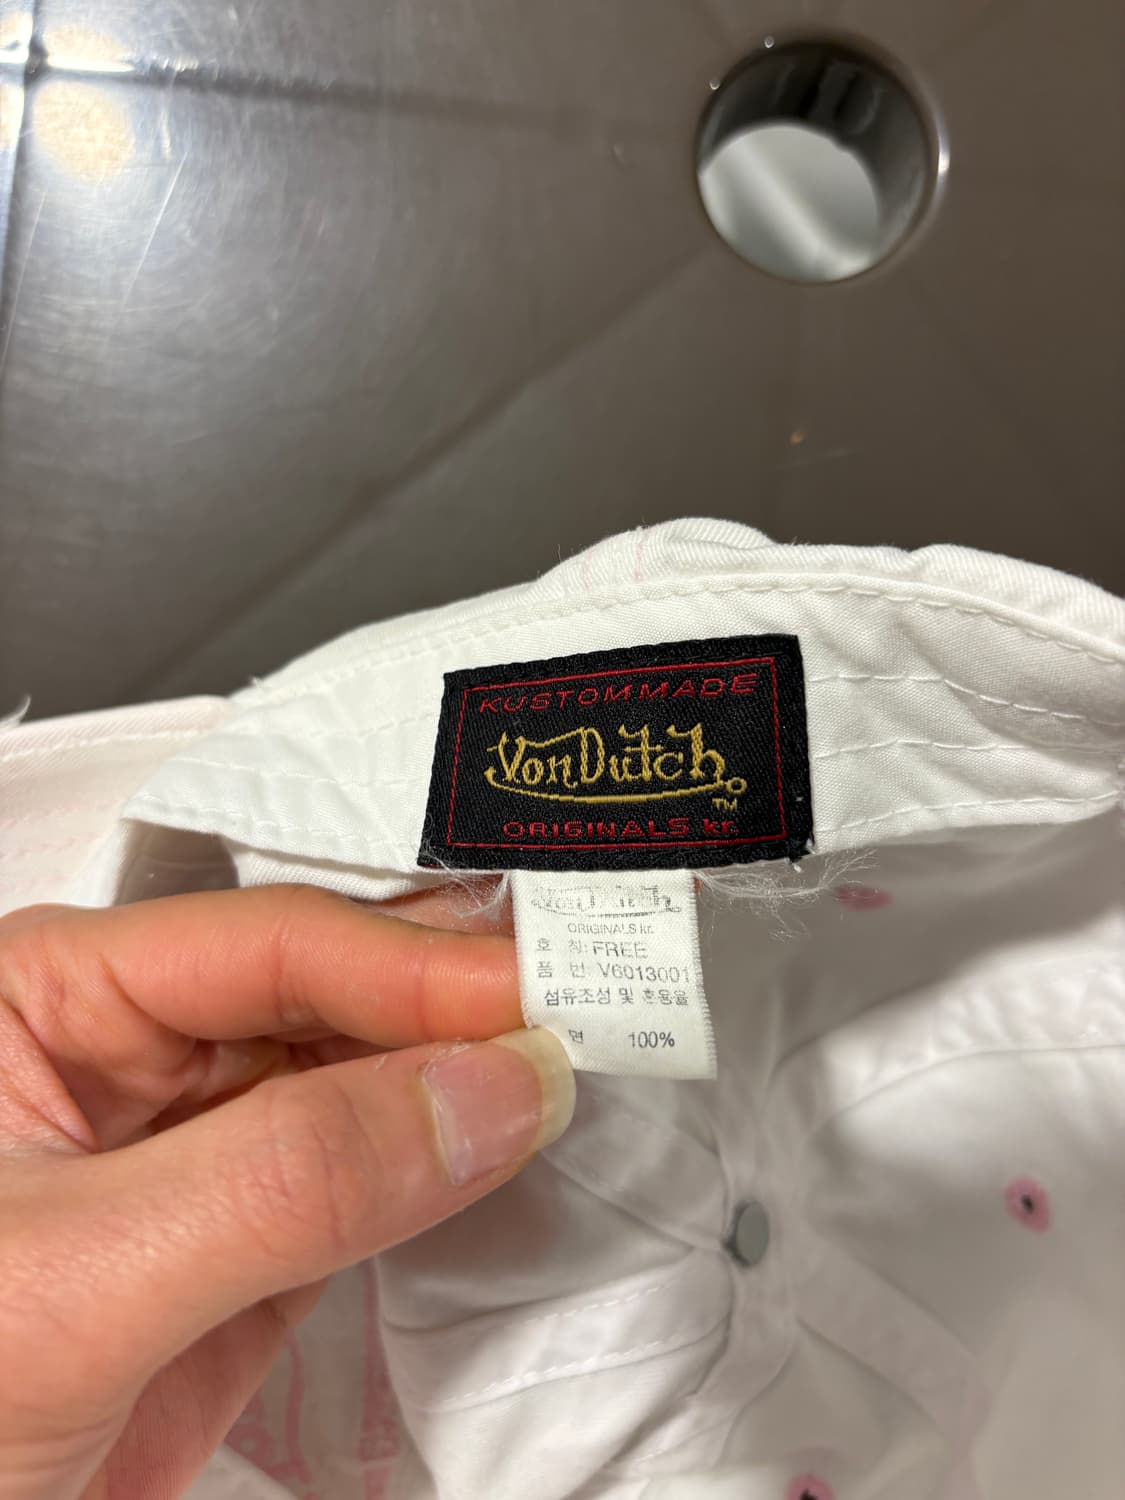 KUSTOMMADE
VonDutch
TM
ORIGINALS kr.
VonDutch
ORIGINALS kr.
호 칭: FREE
품 번 V6013001
섬유조성 및 혼용율
면 100%